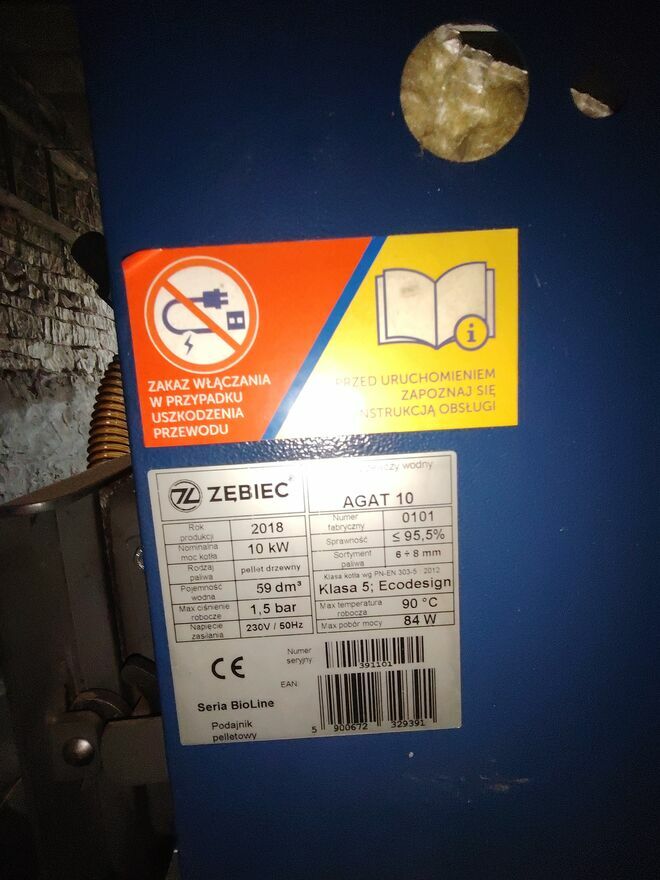 ZAKAZ WŁĄCZANIA
W PRZYPADKU
USZKODZENIA
PRZEWODU
PRZED URUCHOMIENIEM
ZAPOZNAJ SIĘ
INSTRUKCJĄ OBSŁUGI
ZĘBIEC
wodny
AGAT 10
Rok produkcji 2018
Numer fabryczny 0101
Nominalna moc kotła 10 kW
Sprawność ≤ 95,5%
Rodzaj paliwa pellet drzewny
Sortyment paliwa 6 ÷ 8 mm
Pojemność wodna 59 dm³
Klasa kotła wg PN-EN 303-5 2012
Klasa 5; Ecodesign
Max ciśnienie robocze 1,5 bar
Max temperatura robocza 90 °C
Napięcie zasilania 230V / 50Hz
Max pobór mocy 84 W
CE
Numer seryjny:
391101
EAN:
Seria BioLine
Podajnik
pelletowy
5 900672 329391